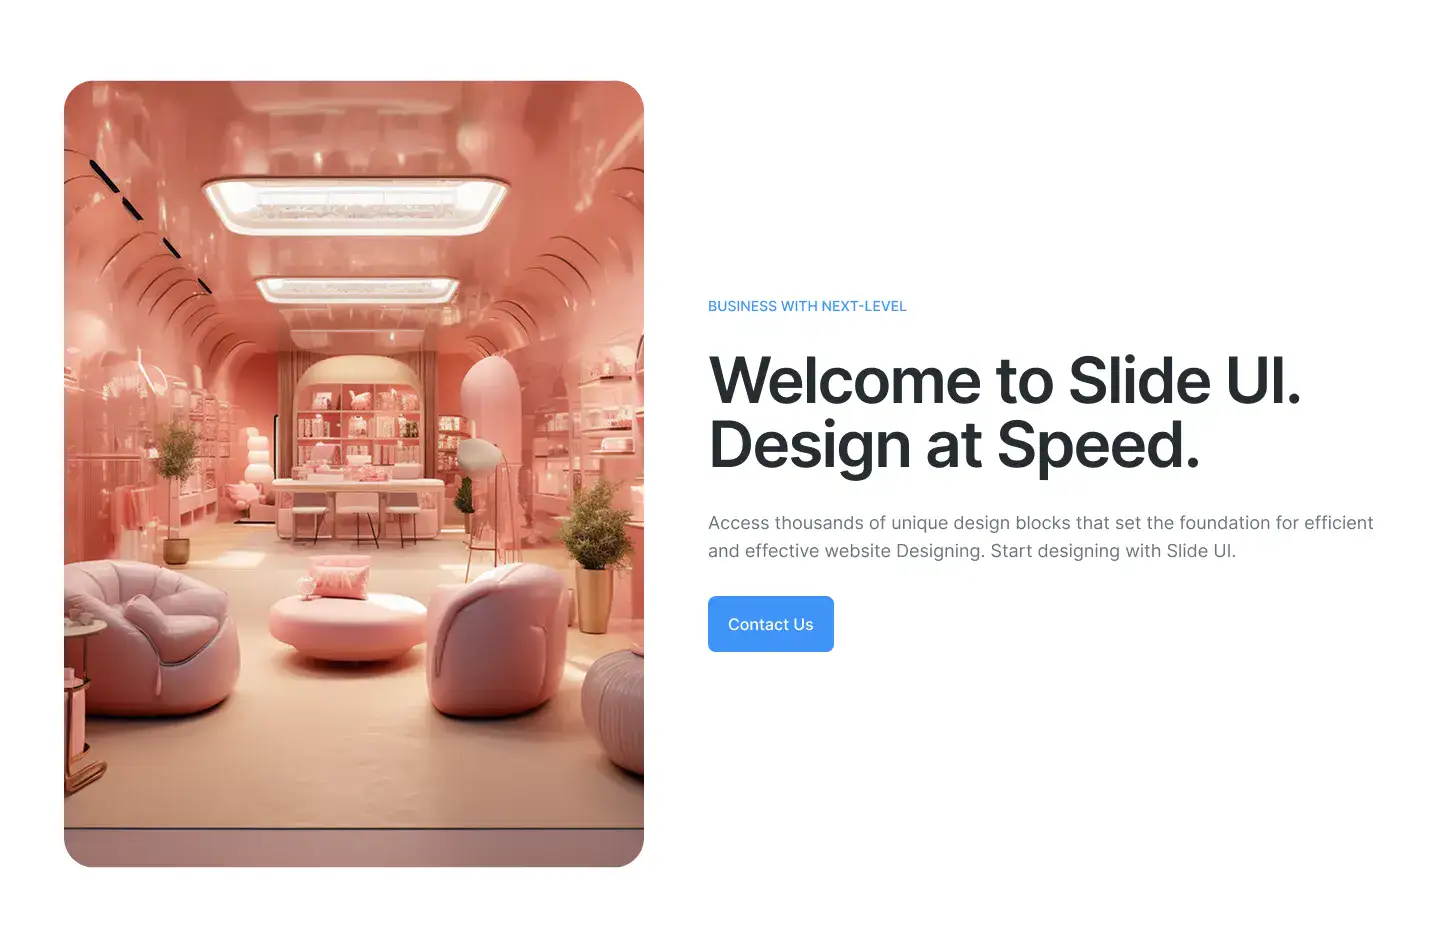 BUSINESS WITH NEXT-LEVEL
Welcome to Slide UI.
Design at Speed.
Access thousands of unique design blocks that set the foundation for efficient
and effective website Designing. Start designing with Slide UI.
Contact Us